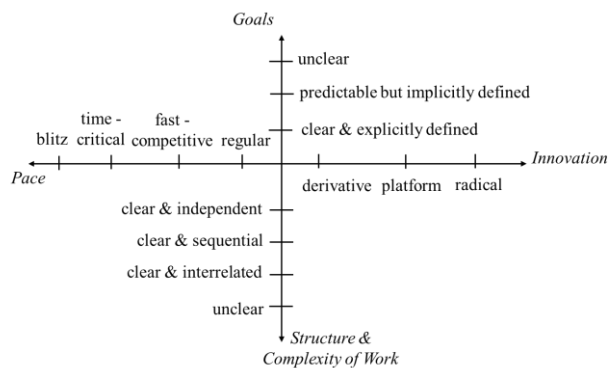 Goals
unclear
predictable but implicitly defined
time - fast -
clear & explicitly defined
blitz critical competitive regular
Innovation
Pace
derivative platform radical
clear & independent
clear & sequential
clear & interrelated
unclear
Structure &
Complexity of Work